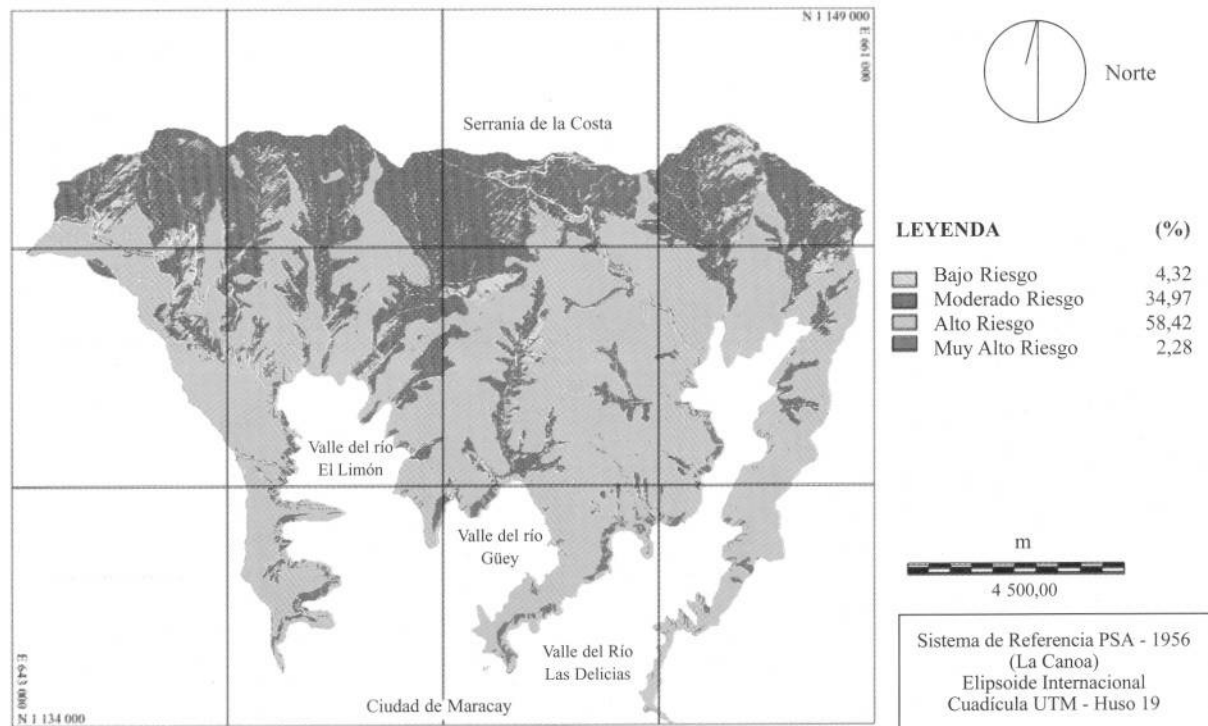 N 1 149 000
E 661 000
Norte
Serranía de la Costa
LEYENDA (%)
Bajo Riesgo 4,32
Moderado Riesgo 34,97
Alto Riesgo 58,42
Muy Alto Riesgo 2,28
Valle del río
El Limón
Valle del río
Güey
Valle del Río
Las Delicias
Ciudad de Maracay
E 643 000
N 1 134 000
m
4 500,00
Sistema de Referencia PSA - 1956
(La Canoa)
Elipsoide Internacional
Cuadícula UTM - Huso 19